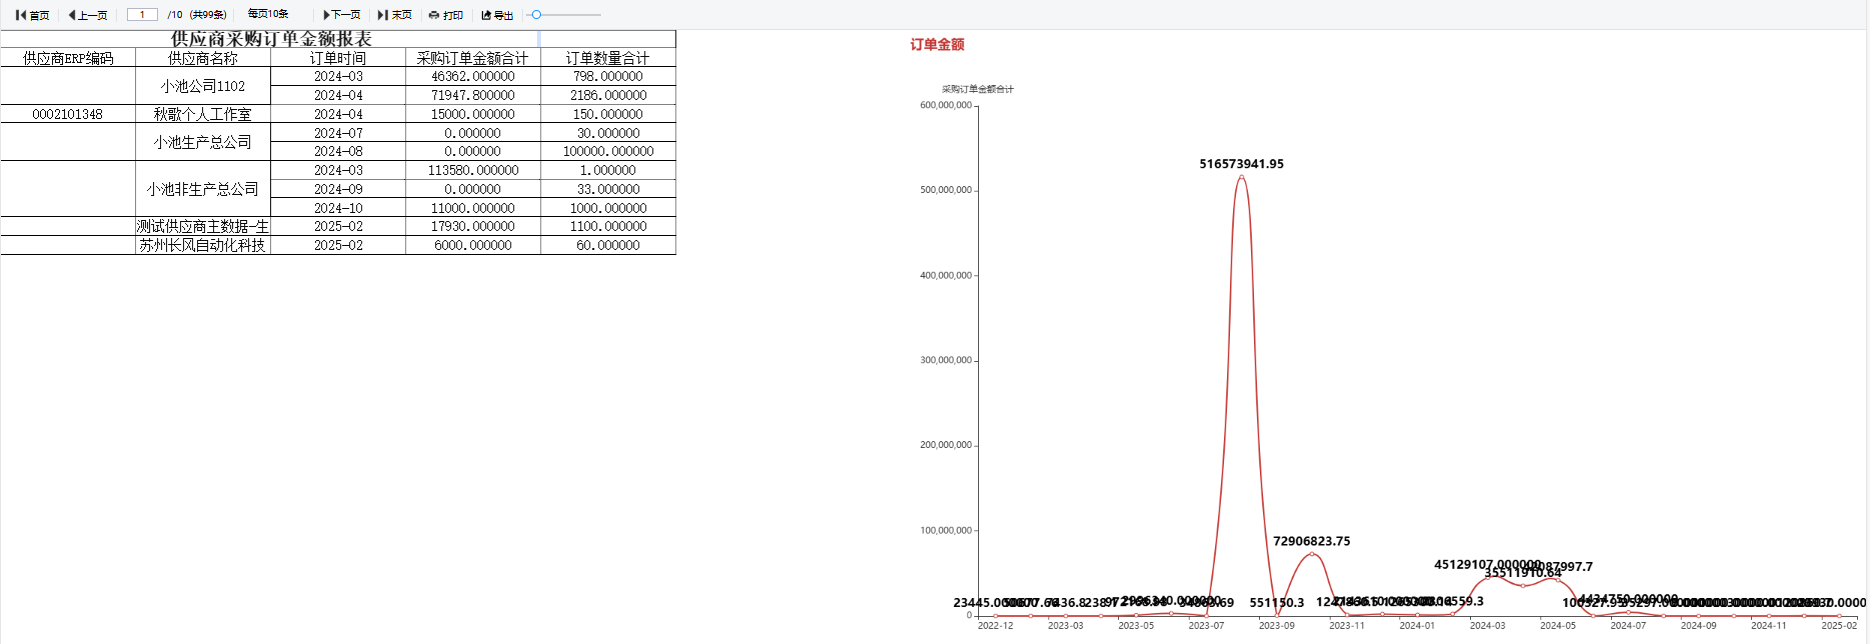 首页 上一页 1 /10 (共99条) 每页10条 下一页 末页 打印 导出
供应商采购订单金额报表
供应商ERP编码 供应商名称 订单时间 采购订单金额合计 订单数量合计
小池公司1102 2024-03 46362.000000 798.000000
2024-04 71947.800000 2186.000000
0002101348 秋歌个人工作室 2024-04 15000.000000 150.000000
小池生产总公司 2024-07 0.000000 30.000000
2024-08 0.000000 100000.000000
小池非生产总公司 2024-03 113580.000000 1.000000
2024-09 0.000000 33.000000
2024-10 11000.000000 1000.000000
测试供应商主数据-生 2025-02 17930.000000 1100.000000
苏州长风自动化科技 2025-02 6000.000000 60.000000
订单金额
采购订单金额合计
600,000,000
516573941.95
500,000,000
400,000,000
300,000,000
200,000,000
100,000,000
72906823.75
45129107.000000
35511910.64
551150.3
0
2022-12 2023-03 2023-05 2023-07 2023-09 2023-11 2024-01 2024-03 2024-05 2024-07 2024-09 2024-11 2025-02